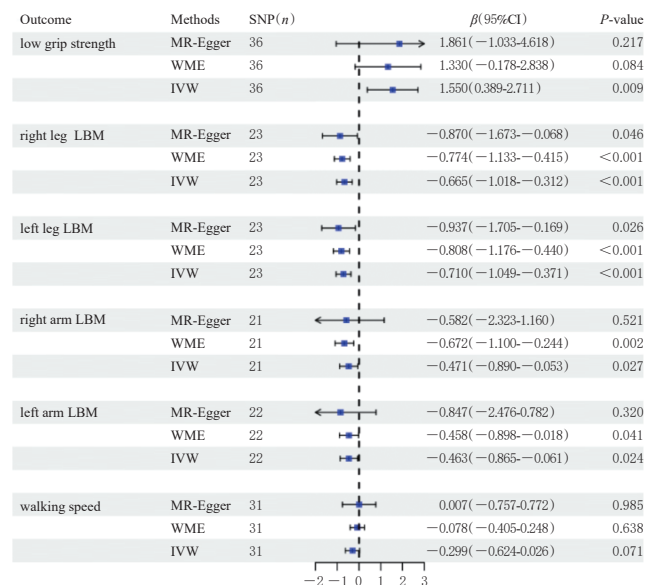 Outcome Methods SNP(n) β(95%CI) P-value
low grip strength MR-Egger 36 1.861(−1.033-4.618) 0.217
WME 36 1.330(−0.178-2.838) 0.084
IVW 36 1.550(0.389-2.711) 0.009
right leg LBM MR-Egger 23 −0.870(−1.673-−0.068) 0.046
WME 23 −0.774(−1.133-−0.415) <0.001
IVW 23 −0.665(−1.018-−0.312) <0.001
left leg LBM MR-Egger 23 −0.937(−1.705-−0.169) 0.026
WME 23 −0.808(−1.176-−0.440) <0.001
IVW 23 −0.710(−1.049-−0.371) <0.001
right arm LBM MR-Egger 21 −0.582(−2.323-1.160) 0.521
WME 21 −0.672(−1.100-−0.244) 0.002
IVW 21 −0.471(−0.890-−0.053) 0.027
left arm LBM MR-Egger 22 −0.847(−2.476-0.782) 0.320
WME 22 −0.458(−0.898-−0.018) 0.041
IVW 22 −0.463(−0.865-−0.061) 0.024
walking speed MR-Egger 31 0.007(−0.757-0.772) 0.985
WME 31 −0.078(−0.405-0.248) 0.638
IVW 31 −0.299(−0.624-0.026) 0.071
−2 −1 0 1 2 3